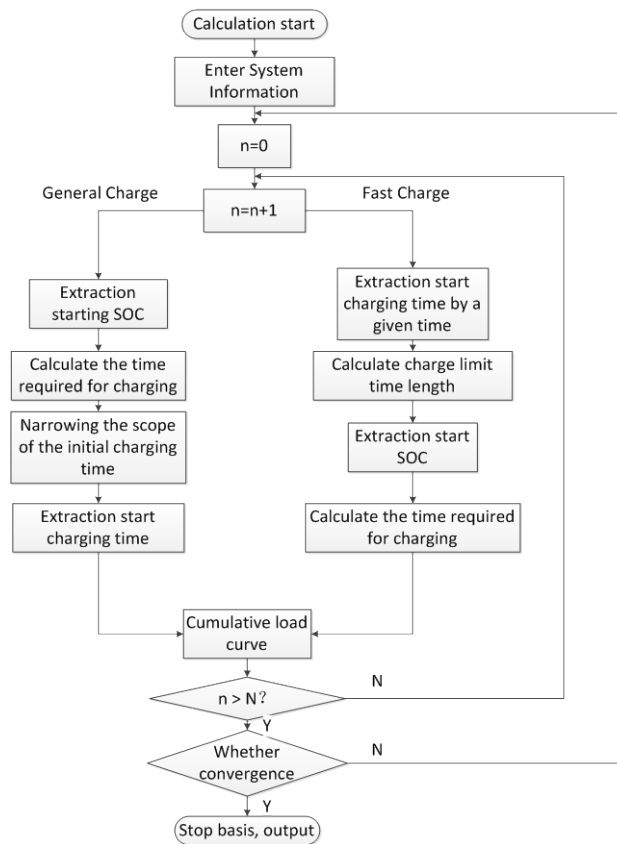 Calculation start
Enter System
Information
n=0
General Charge
Fast Charge
n=n+1
Extraction
starting SOC
Calculate the time
required for charging
Narrowing the scope
of the initial charging
time
Extraction start
charging time
Extraction start
charging time by a
given time
Calculate charge limit
time length
Extraction start
SOC
Calculate the time required
for charging
Cumulative load
curve
n > N?
N
Y
Whether
convergence
N
Y
Stop basis, output